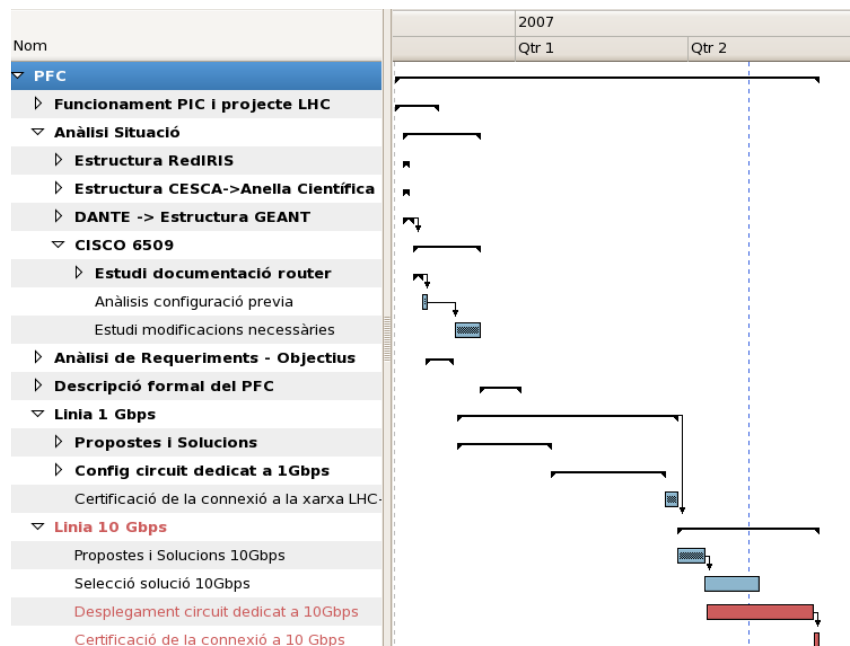 2007
Nom
Qtr 1
Qtr 2
PFC
Funcionament PIC i projecte LHC
Anàlisi Situació
Estructura RedIRIS
Estructura CESCA->Anella Científica
DANTE -> Estructura GEANT
CISCO 6509
Estudi documentació router
Anàlisis configuració previa
Estudi modificacions necessàries
Anàlisi de Requeriments - Objectius
Descripció formal del PFC
Linia 1 Gbps
Propostes i Solucions
Config circuit dedicat a 1Gbps
Certificació de la connexió a la xarxa LHC-
Linia 10 Gbps
Propostes i Solucions 10Gbps
Selecció solució 10Gbps
Desplegament circuit dedicat a 10Gbps
Certificació de la connexió a 10 Gbps